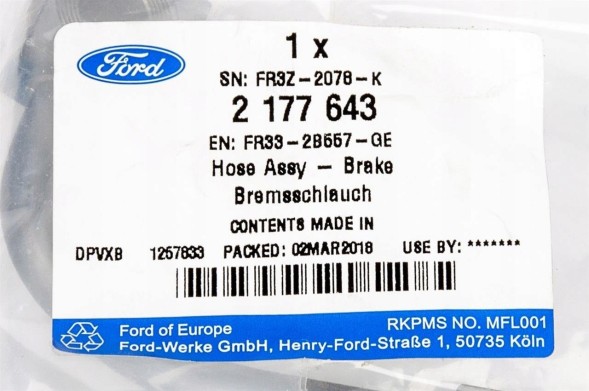 Ford
1 x
SN: FR3Z-2078-K
2 177 643
EN: FR33-2B557-GE
Hose Assy - Brake
Bremsschlauch
CONTENTS MADE IN
DPVXB 1257833 PACKED: 02MAR2018 USE BY: *******
Ford of Europe RKPMS NO. MFL001
Ford-Werke GmbH, Henry-Ford-Straße 1, 50735 Köln